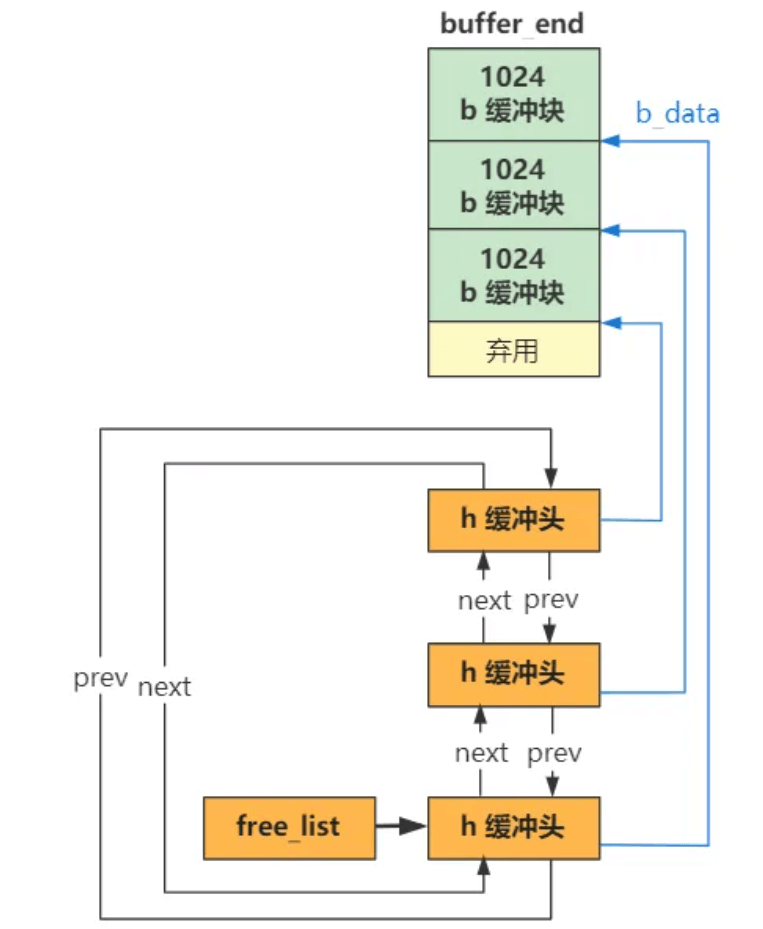 buffer_end
1024
b 缓冲块
b_data
1024
b 缓冲块
1024
b 缓冲块
弃用
h 缓冲头
next prev
h 缓冲头
prev next
next prev
free_list
h 缓冲头